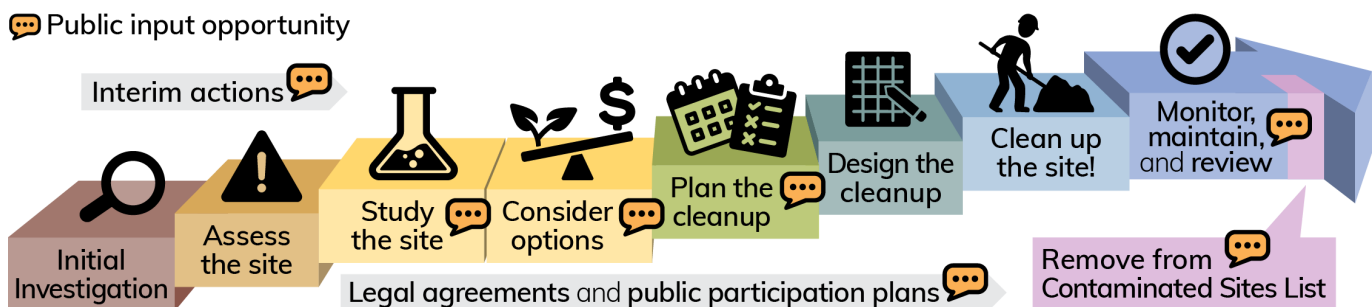 Public input opportunity
Interim actions
Initial
Investigation
Assess
the site
Study
the site
Consider
options
Plan the
cleanup
Design the
cleanup
Clean up
the site!
Monitor,
maintain,
and review
Legal agreements and public participation plans
Remove from
Contaminated Sites List